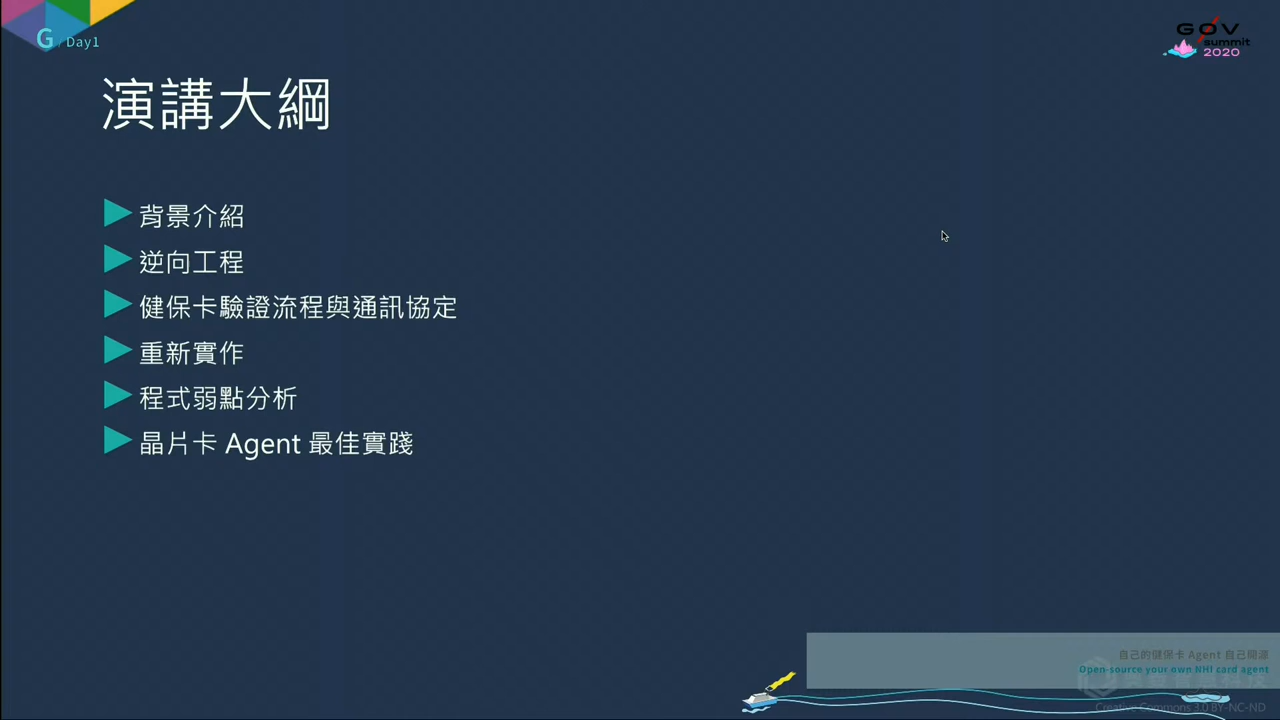 G / Day1
G0V
summit
2020
演講大綱
背景介紹
逆向工程
健保卡驗證流程與通訊協定
重新實作
程式弱點分析
晶片卡 Agent 最佳實踐
自己的健保卡 Agent 自己開源
Open-source your own NHI card agent
Creative Commons 3.0 BY-NC-ND